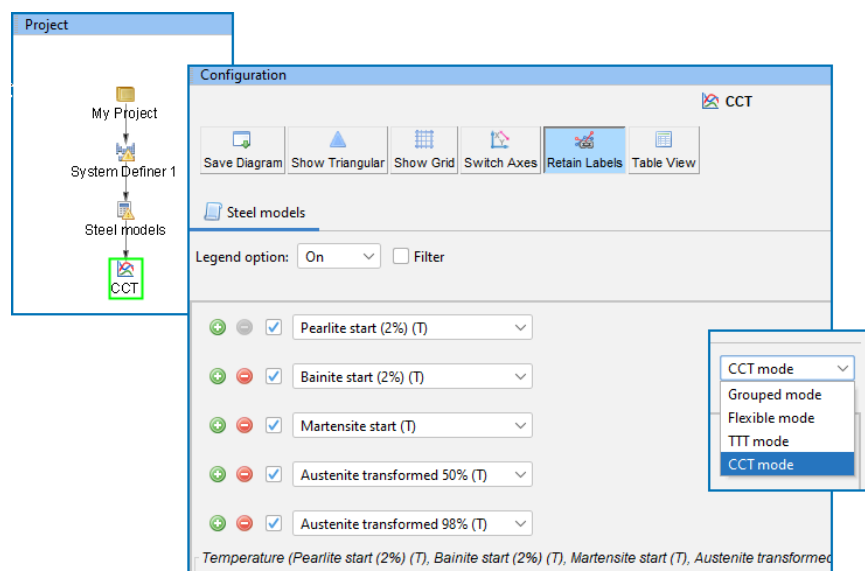 Project
My Project
System Definer 1
Steel models
CCT
Configuration
CCT
Save Diagram Show Triangular Show Grid Switch Axes Retain Labels Table View
Steel models
Legend option: On Filter
Pearlite start (2%) (T)
Bainite start (2%) (T)
Martensite start (T)
Austenite transformed 50% (T)
Austenite transformed 98% (T)
Temperature (Pearlite start (2%) (T), Bainite start (2%) (T), Martensite start (T), Austenite transformed
CCT mode
Grouped mode
Flexible mode
TTT mode
CCT mode